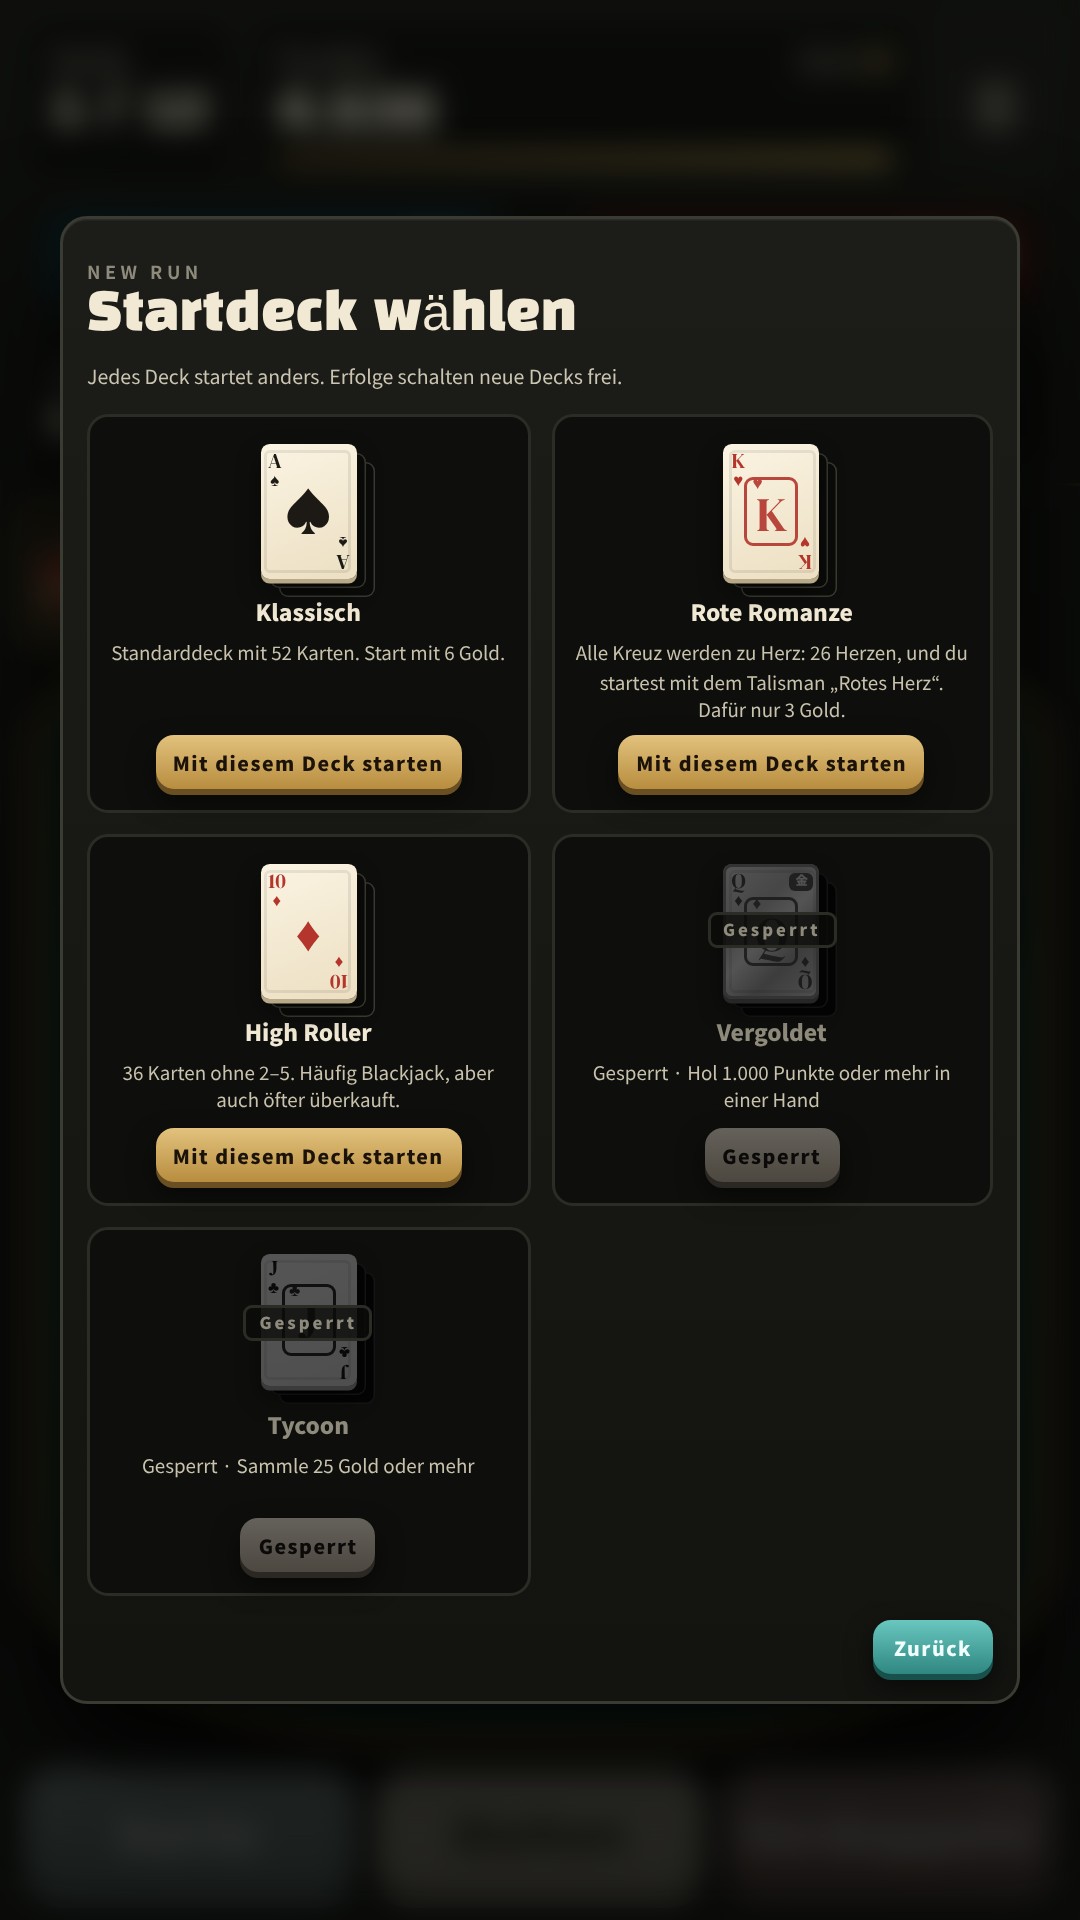 NEW RUN
Startdeck wählen
Jedes Deck startet anders. Erfolge schalten neue Decks frei.
A
A
Klassisch
Standarddeck mit 52 Karten. Start mit 6 Gold.
Mit diesem Deck starten
K
K
K
Rote Romanze
Alle Kreuz werden zu Herz: 26 Herzen, und du
startest mit dem Talisman „Rotes Herz“.
Dafür nur 3 Gold.
Mit diesem Deck starten
10
10
High Roller
36 Karten ohne 2–5. Häufig Blackjack, aber
auch öfter überkauft.
Mit diesem Deck starten
Q
金
Gesperrt
Q
Q
Vergoldet
Gesperrt · Hol 1.000 Punkte oder mehr in
einer Hand
Gesperrt
J
Gesperrt
J
J
Tycoon
Gesperrt · Sammle 25 Gold oder mehr
Gesperrt
Zurück